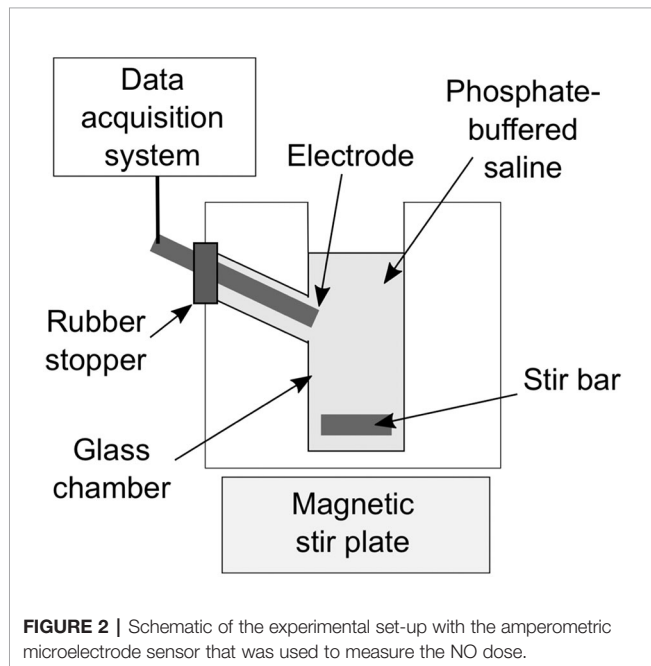 Data
acquisition
system
Phosphate-
buffered
saline
Electrode
Rubber
stopper
Stir bar
Glass
chamber
Magnetic
stir plate
FIGURE 2 | Schematic of the experimental set-up with the amperometric
microelectrode sensor that was used to measure the NO dose.